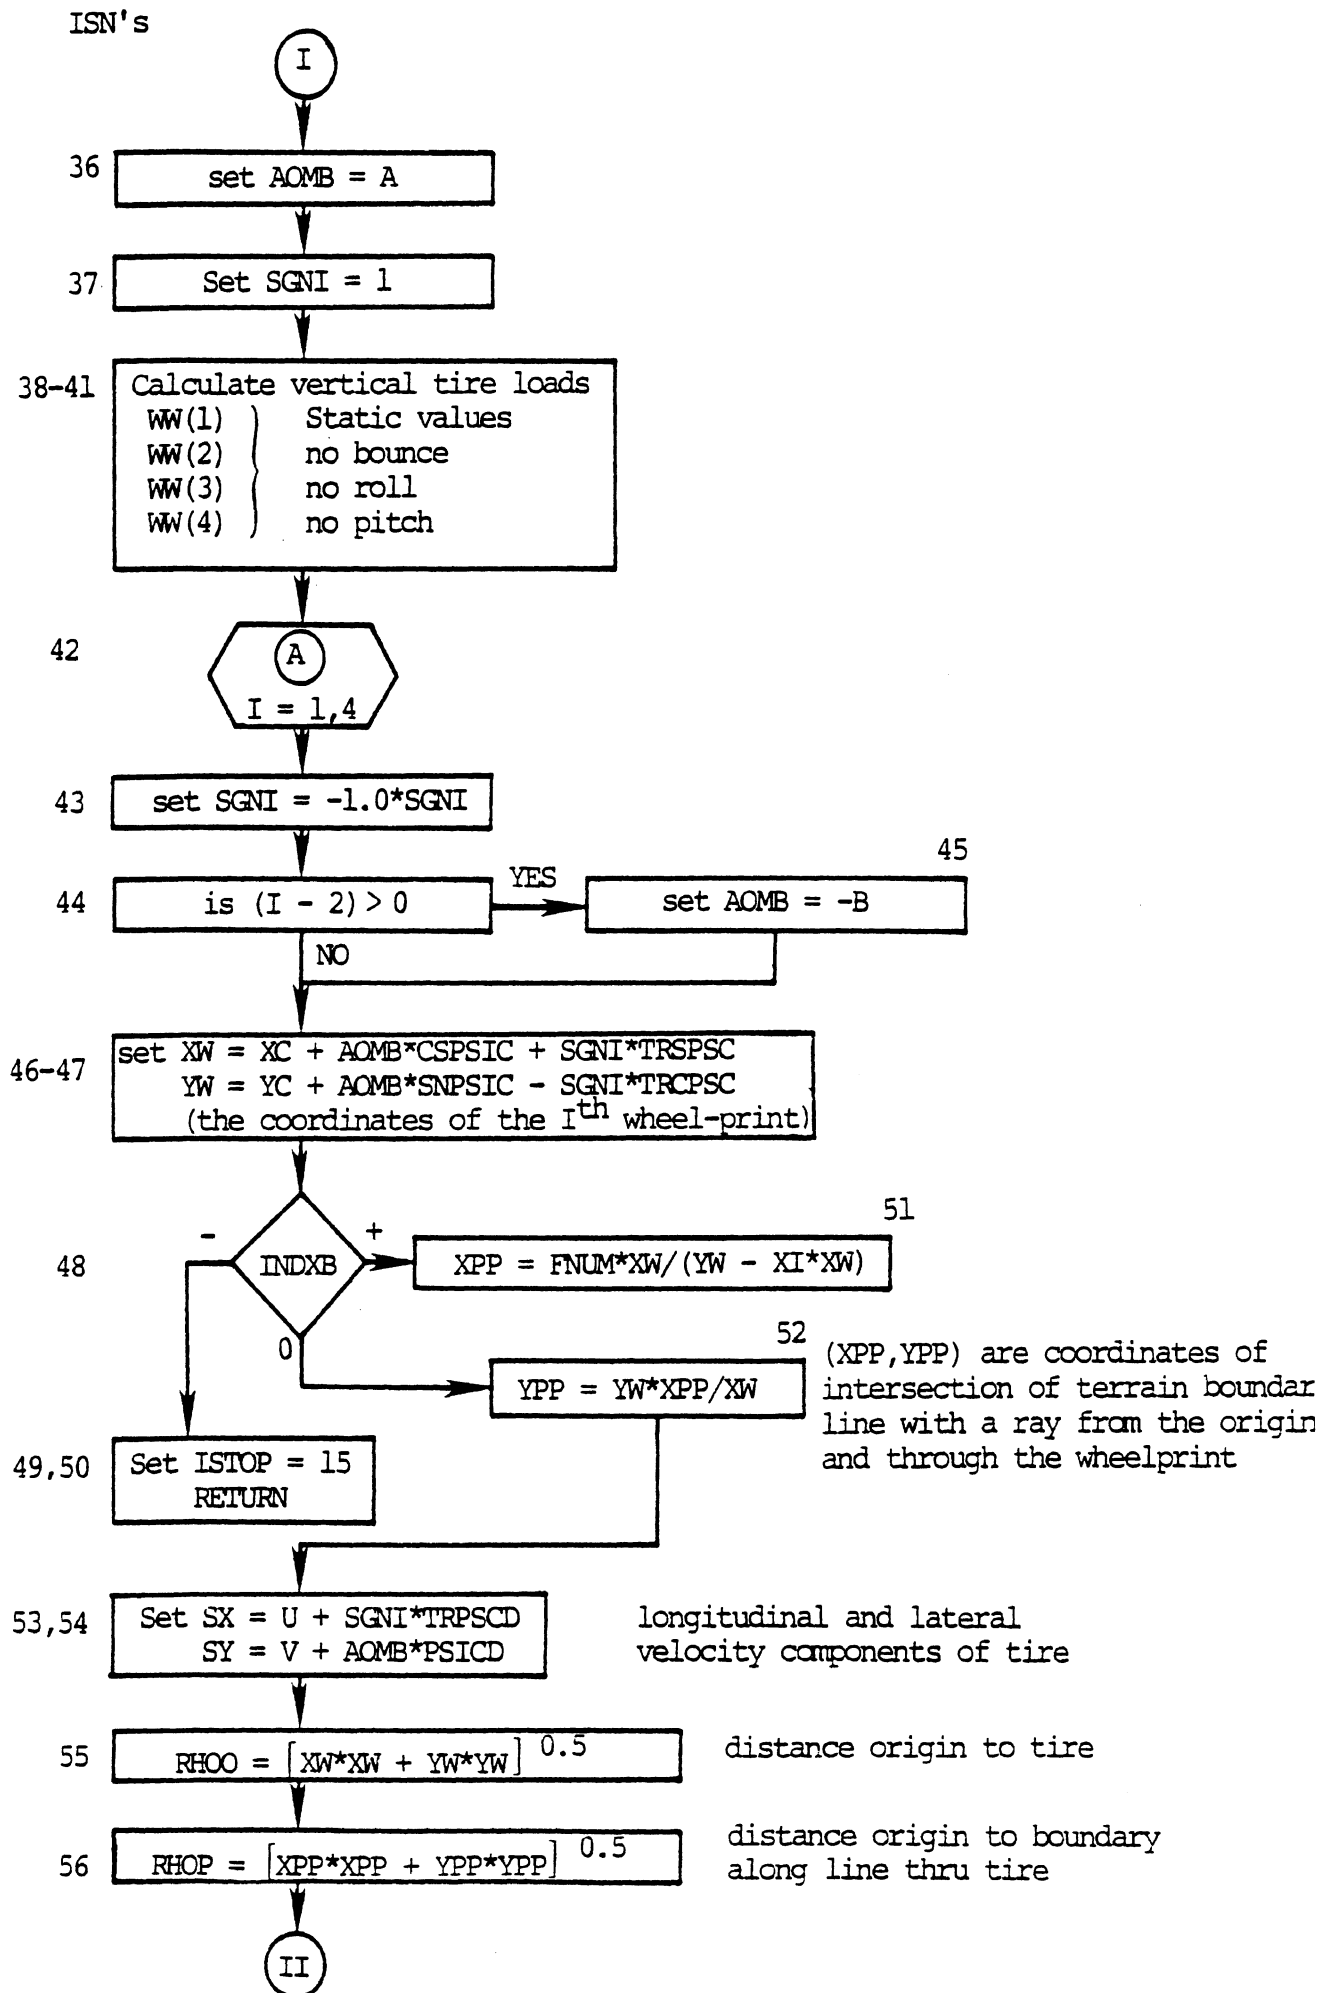 ISN's
I
36
set AOMB = A
37
Set SGNI = 1
38-41
Calculate vertical tire loads
WW(1) Static values
WW(2) no bounce
WW(3) no roll
WW(4) no pitch
42
A
I = 1,4
43
set SGNI = -1.0*SGNI
44
is (I - 2) > 0
YES
45
set AOMB = -B
NO
46-47
set XW = XC + AOMB*CSPSIC + SGNI*TRSPSC
YW = YC + AOMB*SNPSIC - SGNI*TRCPSC
(the coordinates of the Ith wheel-print)
48
-
INDXB
+
0
51
XPP = FNUM*XW/(YW - XI*XW)
52
YPP = YW*XPP/XW
(XPP,YPP) are coordinates of
intersection of terrain boundar
line with a ray from the origin
and through the wheelprint
49,50
Set ISTOP = 15
RETURN
53,54
Set SX = U + SGNI*TRPSCD
SY = V + AOMB*PSICD
longitudinal and lateral
velocity components of tire
55
RHOO = [XW*XW + YW*YW] 0.5
distance origin to tire
56
RHOP = [XPP*XPP + YPP*YPP] 0.5
distance origin to boundary
along line thru tire
II